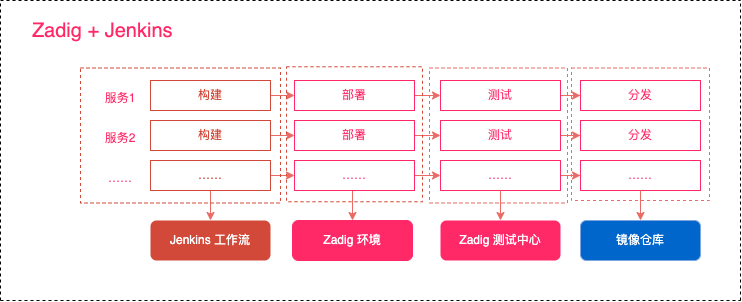 Zadig + Jenkins
服务1 构建 部署 测试 分发
服务2 构建 部署 测试 分发
...... ...... ...... ...... ......
Jenkins 工作流 Zadig 环境 Zadig 测试中心 镜像仓库